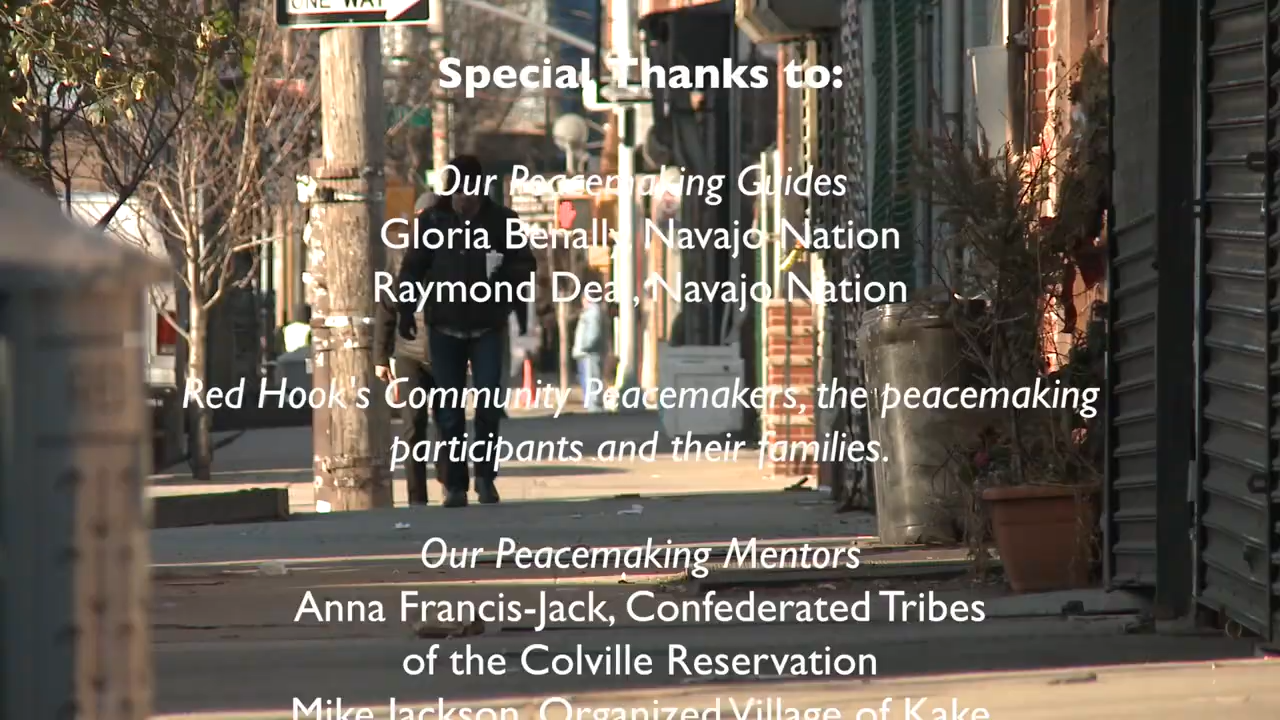 ONE WAY
Special Thanks to:
Our Peacemaking Guides
Gloria Benally, Navajo Nation
Raymond Deal, Navajo Nation
Red Hook's Community Peacemakers, the peacemaking
participants and their families.
Our Peacemaking Mentors
Anna Francis-Jack, Confederated Tribes
of the Colville Reservation
Mike Jackson, Organized Village of Kake